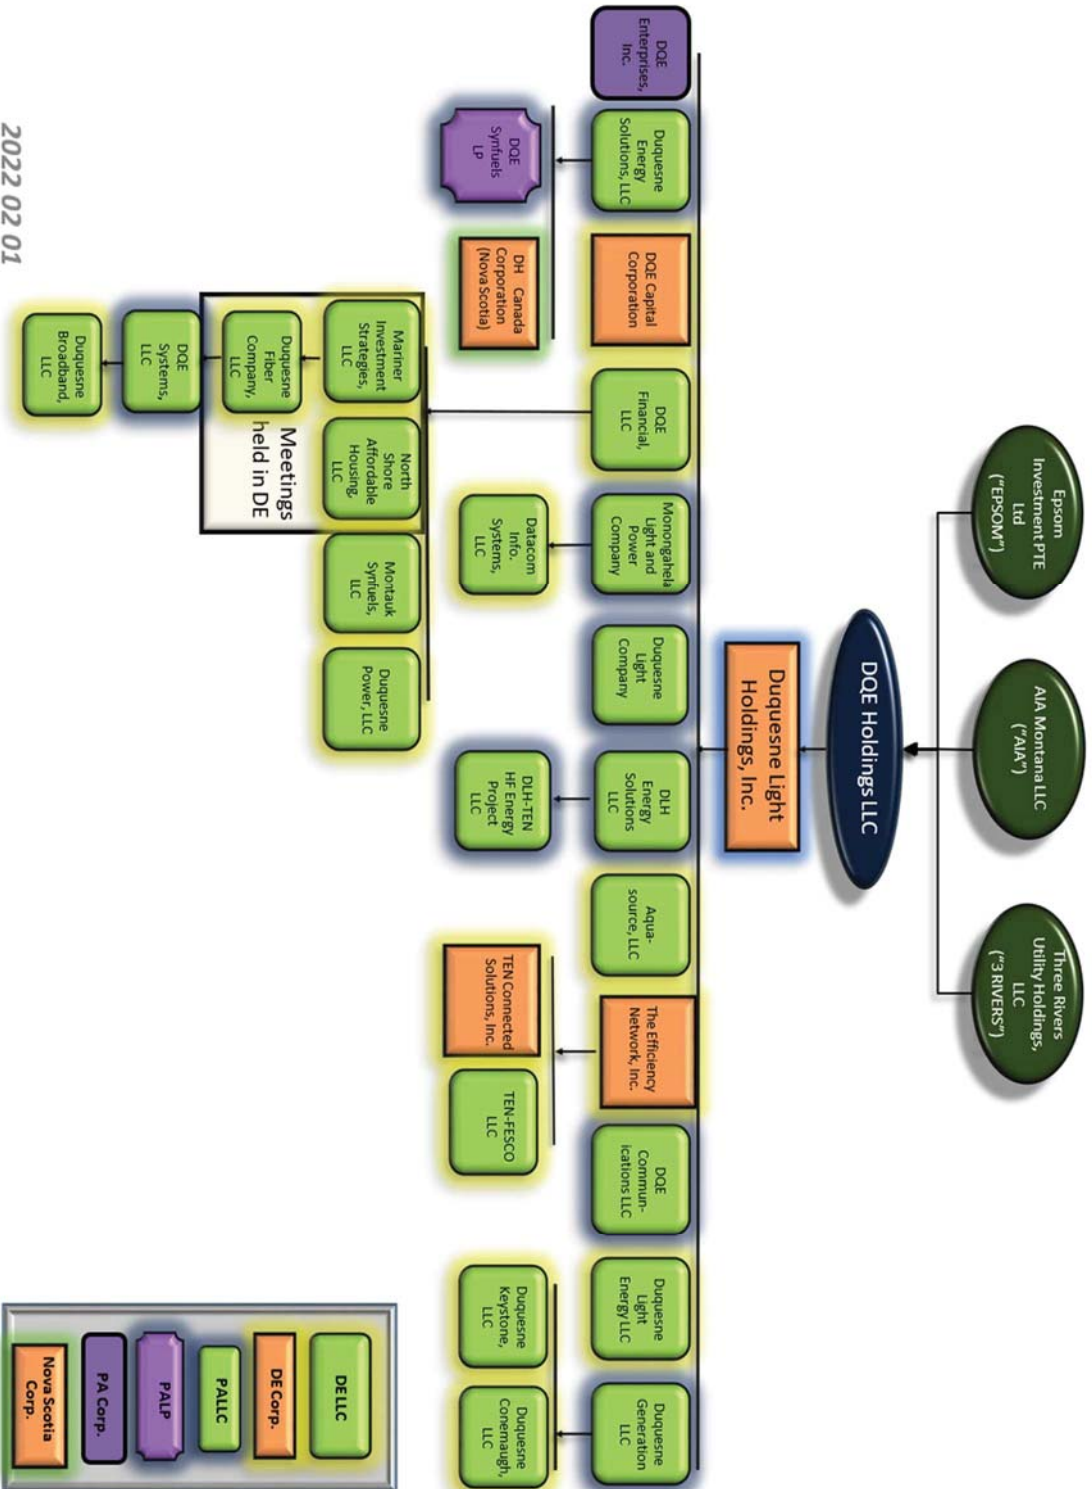 Epsom
Investment PTE
Ltd
("EPSOM")
AIA Montana LLC
("AIA")
Three Rivers
Utility Holdings,
LLC
("3 RIVERS")
DQE Holdings LLC
Duquesne Light
Holdings, Inc.
DQE
Enterprises,
Inc.
Duquesne
Energy
Solutions, LLC
DQE Capital
Corporation
DQE
Financial,
LLC
Monongahela
Light and
Power
Company
Duquesne
Light
Company
DLH
Energy
Solutions
LLC
Aqua-
source, LLC
The Efficiency
Network, Inc.
DQE
Commun-
ications LLC
Duquesne
Light
Energy LLC
Duquesne
Generation
LLC
DQE
Synfuels
LP
DH Canada
Corporation
(Nova Scotia)
Datacom
Info.
Systems,
LLC
DLH-TEN
HF Energy
Project
LLC
TEN Connected
Solutions, Inc.
TEN-FESCO
LLC
Duquesne
Keystone,
LLC
Duquesne
Conemaugh,
LLC
Mariner
Investment
Strategies,
LLC
North
Shore
Affordable
Housing,
LLC
Montauk
Synfuels,
LLC
Duquesne
Power, LLC
Duquesne
Fiber
Company,
LLC
Meetings
held in DE
DQE
Systems,
LLC
Duquesne
Broadband,
LLC
DE LLC
DE Corp.
PA LLC
PA LP
PA Corp.
Nova Scotia
Corp.
2022 02 01